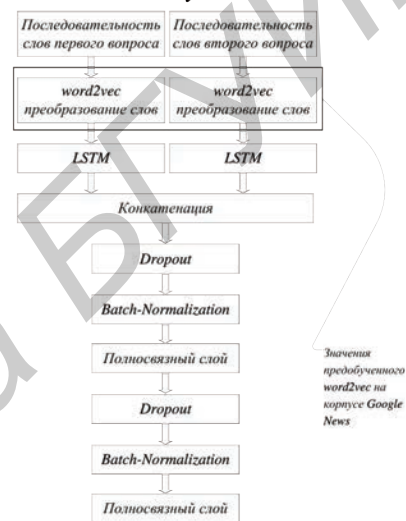 Последовательность
слов первого вопроса
Последовательность
слов второго вопроса
word2vec
преобразование слов
word2vec
преобразование слов
LSTM
LSTM
Конкатенация
Dropout
Batch-Normalization
Полносвязный слой
Dropout
Batch-Normalization
Полносвязный слой
Значения
предобученного
word2vec на
корпусе Google
News
БГУИ